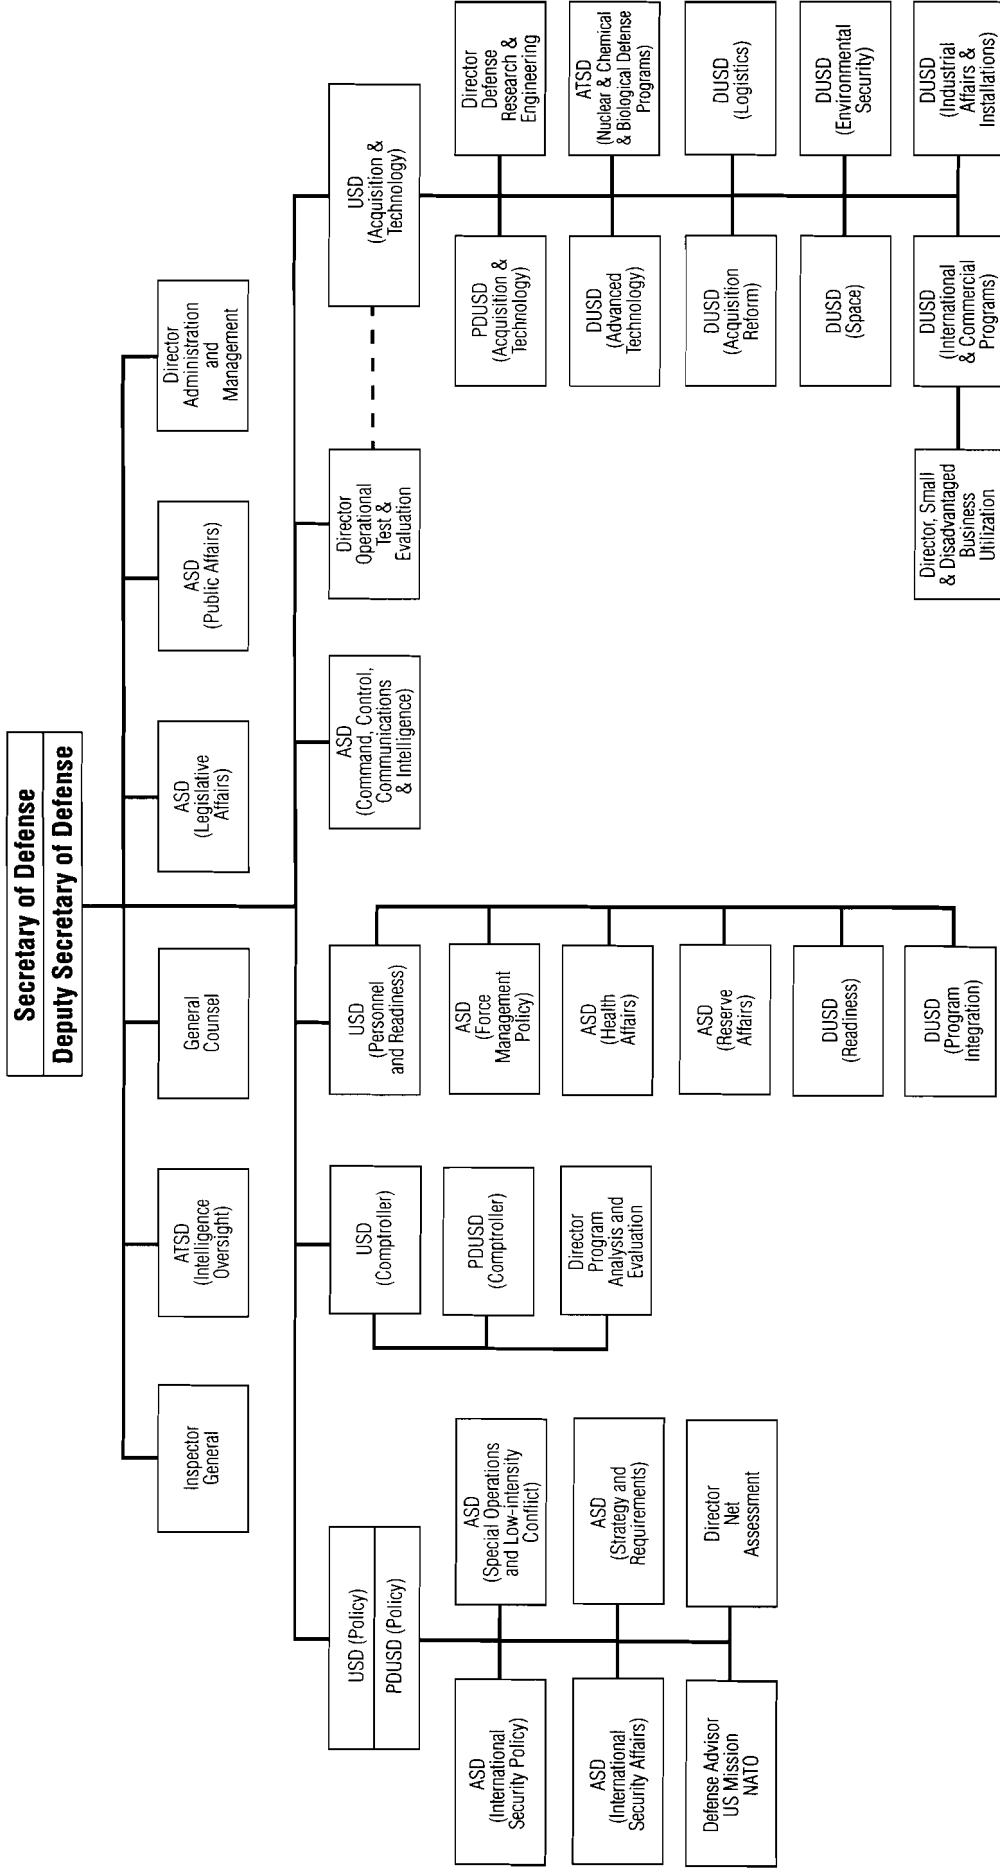 Secretary of Defense
Deputy Secretary of Defense
Inspector
General
ATSD
(Intelligence
Oversight)
General
Counsel
ASD
(Legislative
Affairs)
ASD
(Public Affairs)
Director
Administration
and
Management
USD (Policy)
PDUSD (Policy)
USD
(Comptroller)
USD
(Personnel
and Readiness)
ASD
(Command, Control,
Communications
& Intelligence)
Director
Operational
Test &
Evaluation
USD
(Acquisition &
Technology)
ASD
(International
Security Policy)
ASD
(Special Operations
and Low-intensity
Conflict)
ASD
(International
Security Affairs)
ASD
(Strategy and
Requirements)
Defense Advisor
US Mission
NATO
Director
Net
Assessment
PDUSD
(Comptroller)
Director
Program
Analysis and
Evaluation
ASD
(Force
Management
Policy)
ASD
(Health
Affairs)
ASD
(Reserve
Affairs)
DUSD
(Readiness)
DUSD
(Program
Integration)
PDUSD
(Acquisition &
Technology)
Director
Defense
Research &
Engineering
DUSD
(Advanced
Technology)
ATSD
(Nuclear & Chemical
& Biological Defense
Programs)
DUSD
(Acquisition
Reform)
DUSD
(Logistics)
DUSD
(Space)
DUSD
(Environmental
Security)
Director, Small
& Disadvantaged
Business
Utilization
DUSD
(International
& Commercial
Programs)
DUSD
(Industrial
Affairs &
Installations)